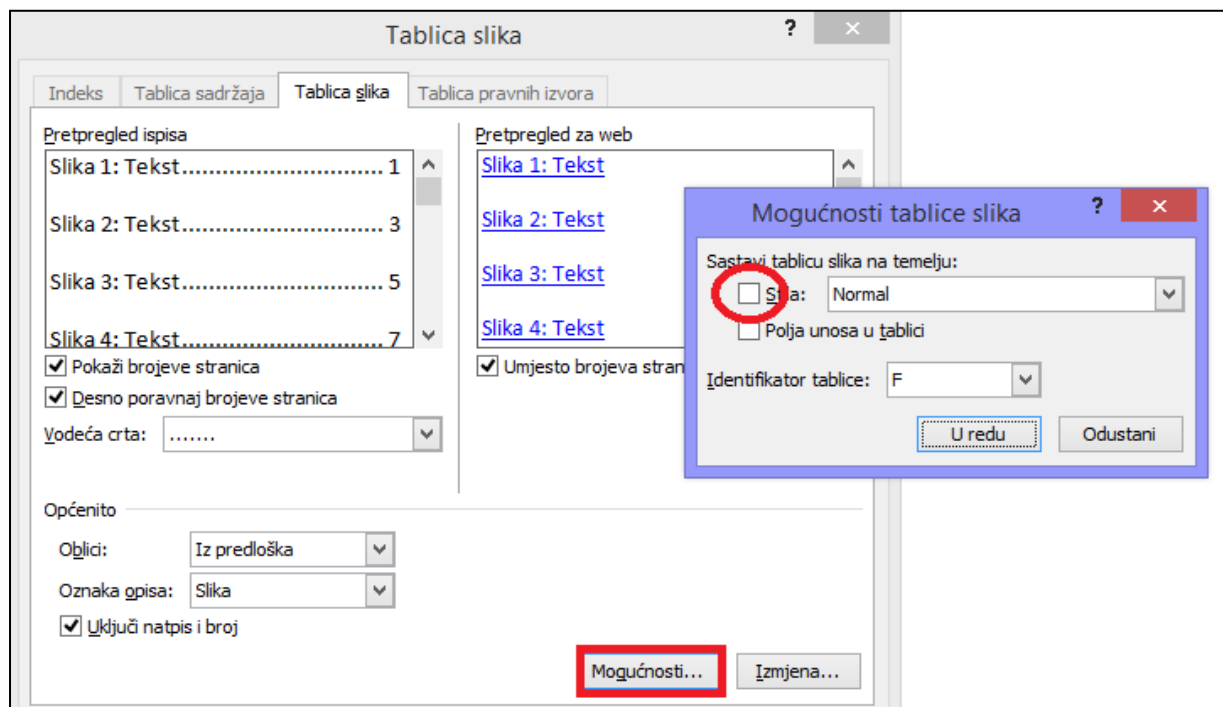 Tablica slika
?
Indeks
Tablica sadržaja
Tablica slika
Tablica pravnih izvora
Pretpregled ispisa
Slika 1: Tekst.............................. 1
Slika 2: Tekst.............................. 3
Slika 3: Tekst.............................. 5
Slika 4: Tekst.............................. 7
Pokaži brojeve stranica
Desno poravnaj brojeve stranica
Vodeća crta: .......
Pretpregled za web
Slika 1: Tekst
Slika 2: Tekst
Slika 3: Tekst
Slika 4: Tekst
Umjesto brojeva stran
Općenito
Oblici: Iz predloška
Oznaka opisa: Slika
Uključi natpis i broj
Mogućnosti...
Izmjena...
Mogućnosti tablice slika
?
Sastavi tablicu slika na temelju:
Stila: Normal
Polja unosa u tablici
Identifikator tablice: F
U redu
Odustani